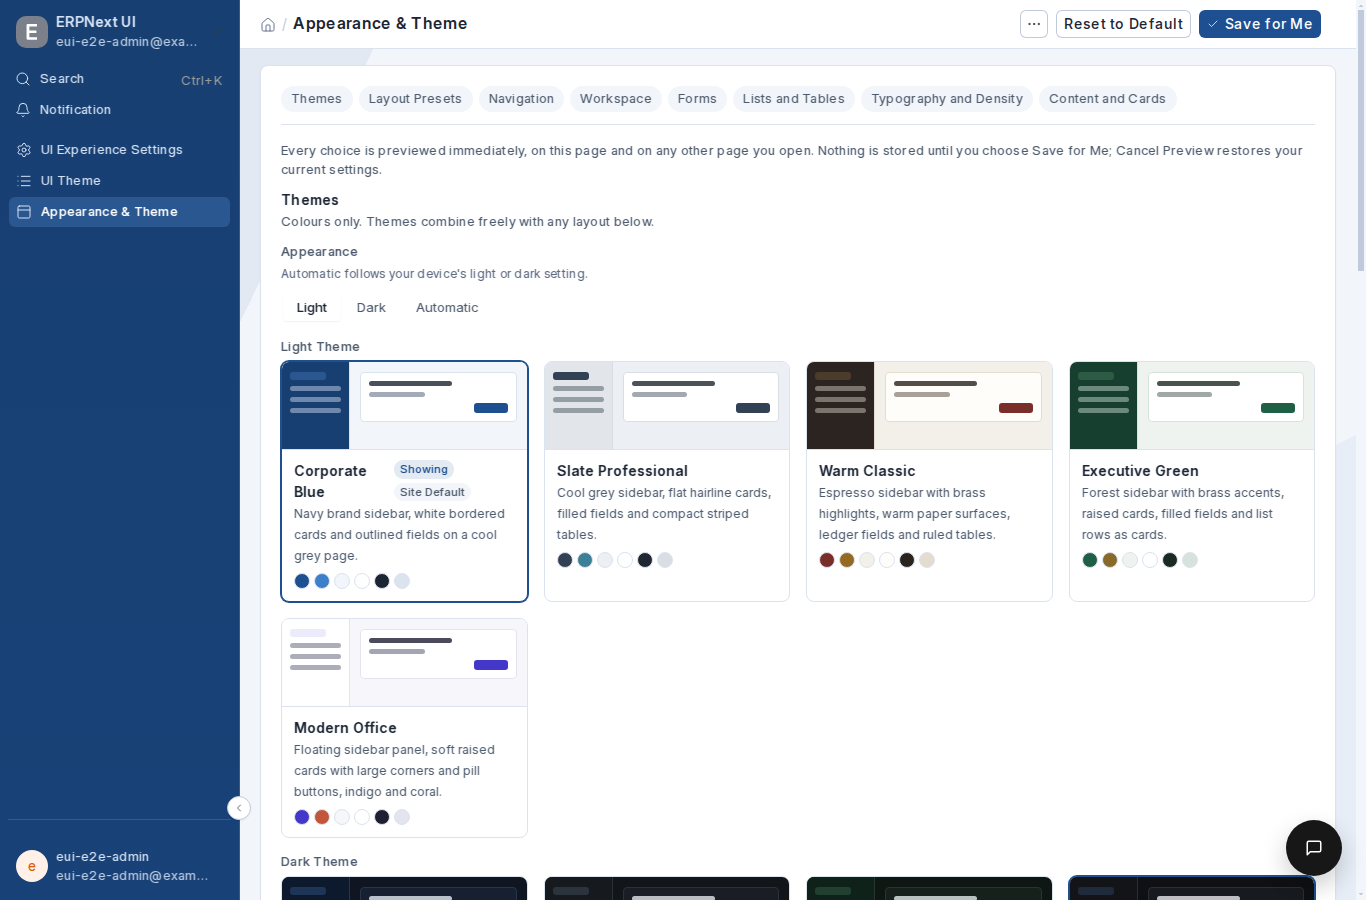 ERPNext UI
eui-e2e-admin@exa...
Search
Ctrl+K
Notification
UI Experience Settings
UI Theme
Appearance & Theme
eui-e2e-admin
e
eui-e2e-admin@exam...
E
/ Appearance & Theme
··· Reset to Default Save for Me
Themes Layout Presets Navigation Workspace Forms Lists and Tables Typography and Density Content and Cards
Every choice is previewed immediately, on this page and on any other page you open. Nothing is stored until you choose Save for Me; Cancel Preview restores your
current settings.
Themes
Colours only. Themes combine freely with any layout below.
Appearance
Automatic follows your device's light or dark setting.
Light Dark Automatic
Light Theme
Corporate
Blue
Showing
Site Default
Navy brand sidebar, white bordered
cards and outlined fields on a cool
grey page.
Slate Professional
Cool grey sidebar, flat hairline cards,
filled fields and compact striped
tables.
Warm Classic
Espresso sidebar with brass
highlights, warm paper surfaces,
ledger fields and ruled tables.
Executive Green
Forest sidebar with brass accents,
raised cards, filled fields and list
rows as cards.
Modern Office
Floating sidebar panel, soft raised
cards with large corners and pill
buttons, indigo and coral.
Dark Theme